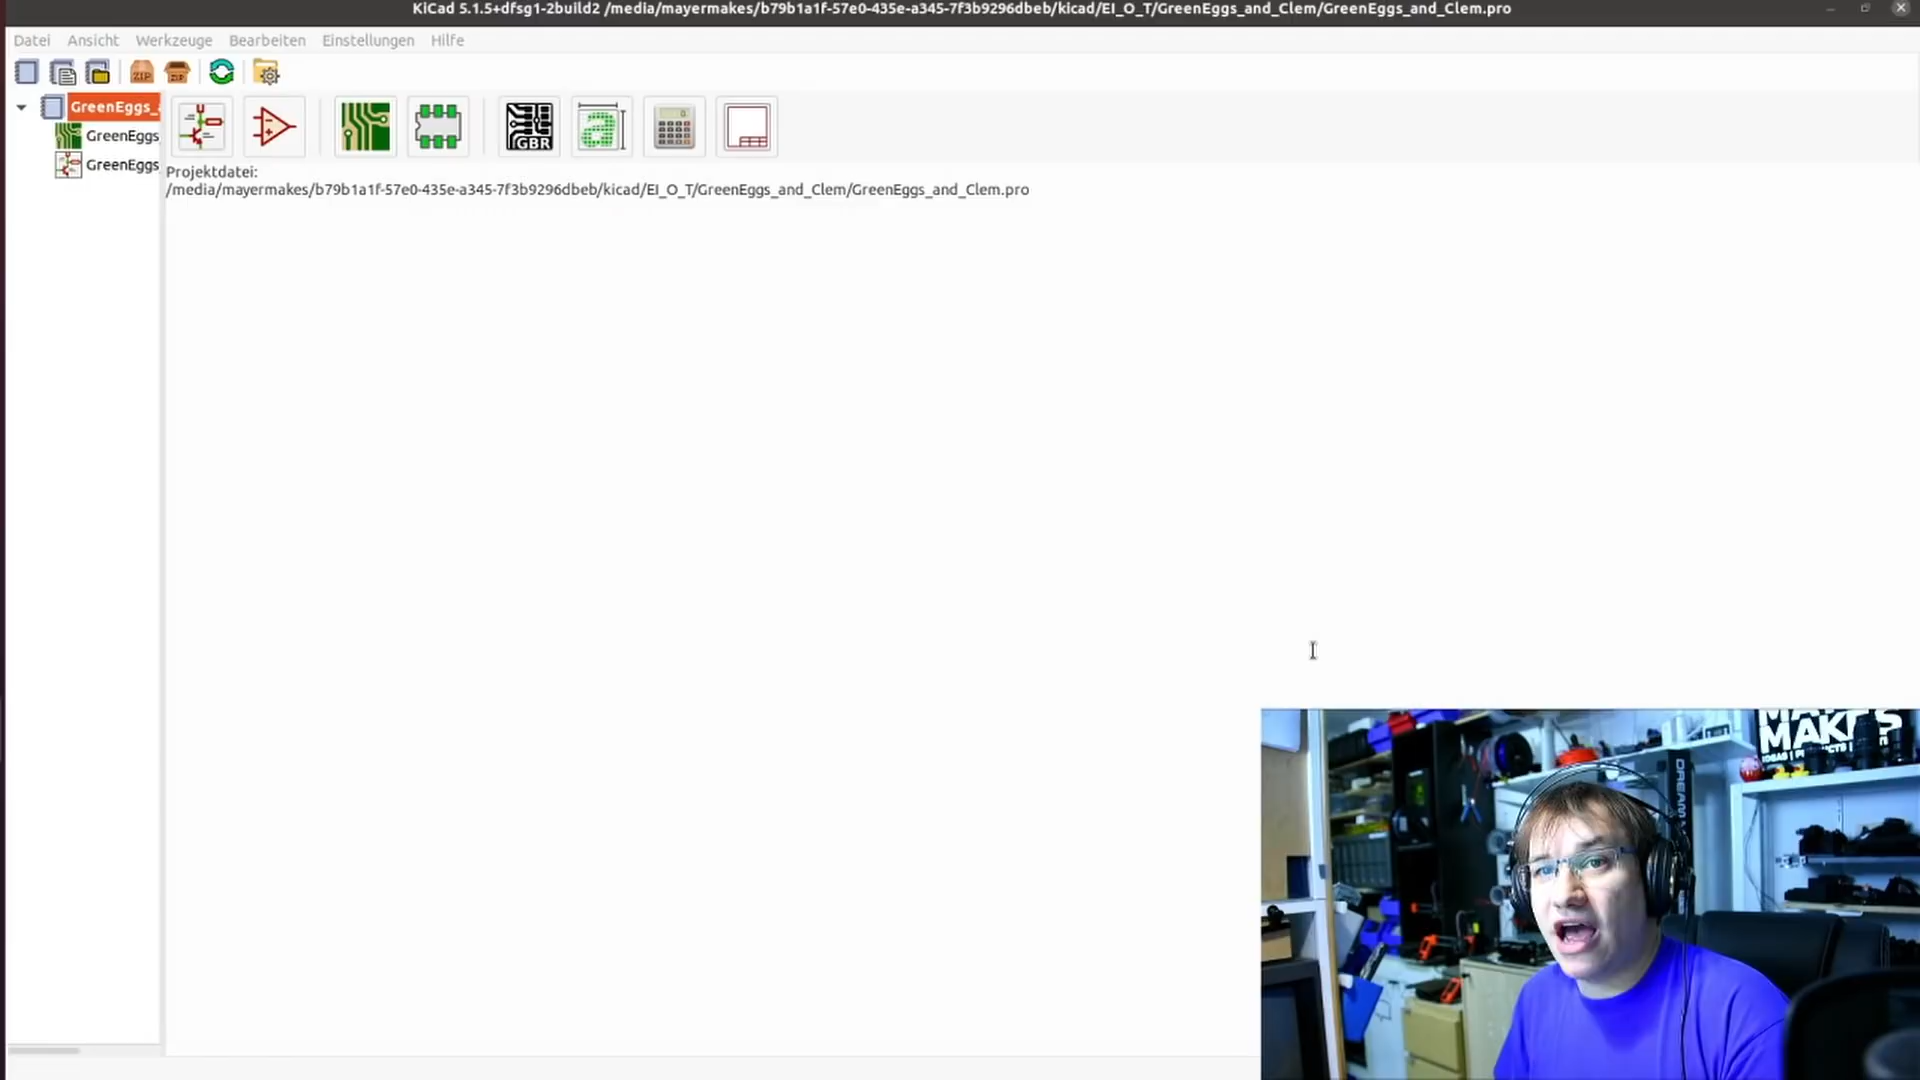 KiCad 5.1.5+dfsg1-2build2 /media/mayermakes/b79b1a1f-57e0-435e-a345-7f3b9296dbeb/kicad/EI_O_T/GreenEggs_and_Clem/GreenEggs_and_Clem.pro
Datei Ansicht Werkzeuge Bearbeiten Einstellungen Hilfe
ZIP ZIP
GreenEggs_
GreenEggs
GreenEggs
GBR a
Projektdatei:
/media/mayermakes/b79b1a1f-57e0-435e-a345-7f3b9296dbeb/kicad/EI_O_T/GreenEggs_and_Clem/GreenEggs_and_Clem.pro
MAKES